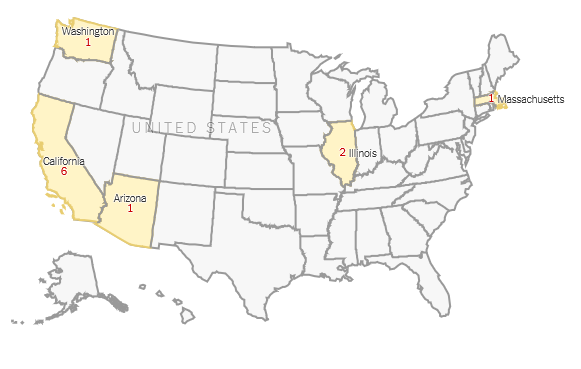 Washington
1
1 Massachusetts
UNITED STATES
2 Illinois
California
6
Arizona
1